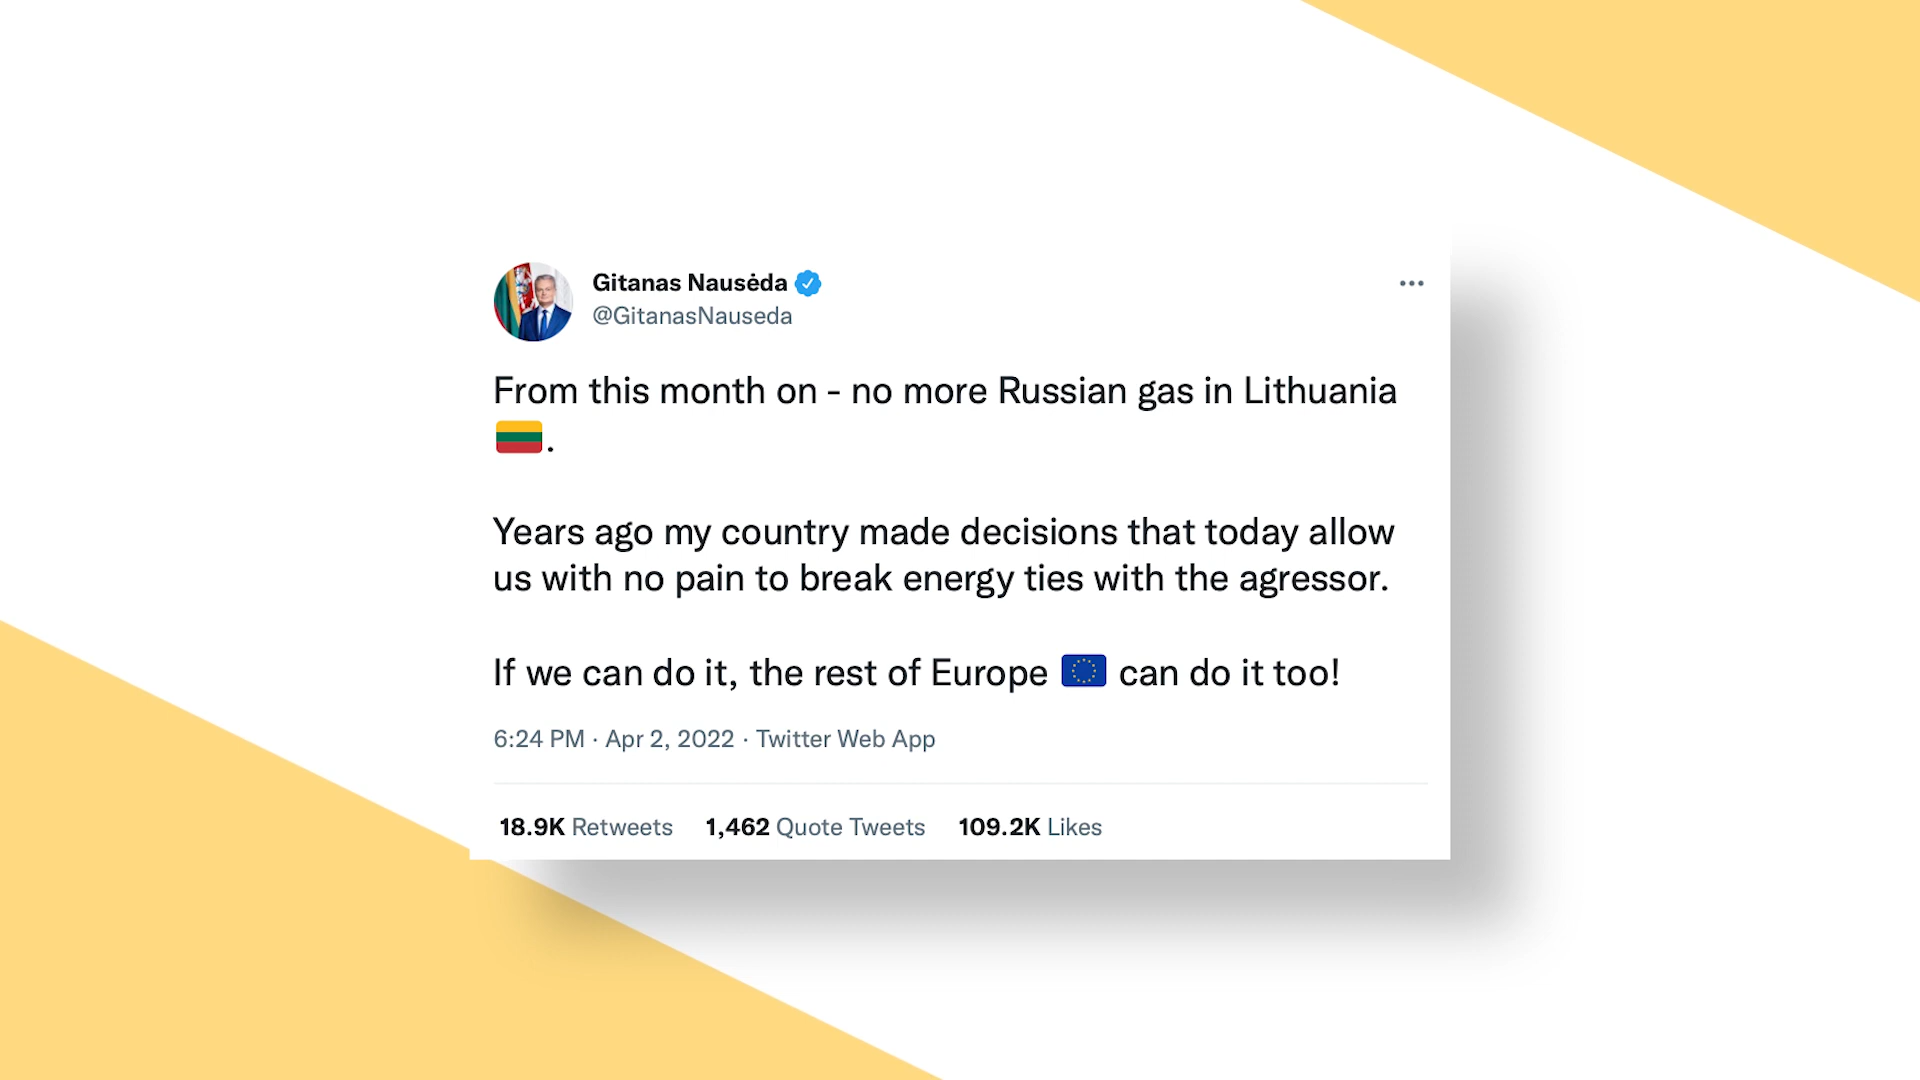 Gitanas Nausėda
@GitanasNauseda
From this month on - no more Russian gas in Lithuania
🇱🇹.
Years ago my country made decisions that today allow
us with no pain to break energy ties with the agressor.
If we can do it, the rest of Europe 🇪🇺 can do it too!
6:24 PM · Apr 2, 2022 · Twitter Web App
18.9K Retweets 1,462 Quote Tweets 109.2K Likes